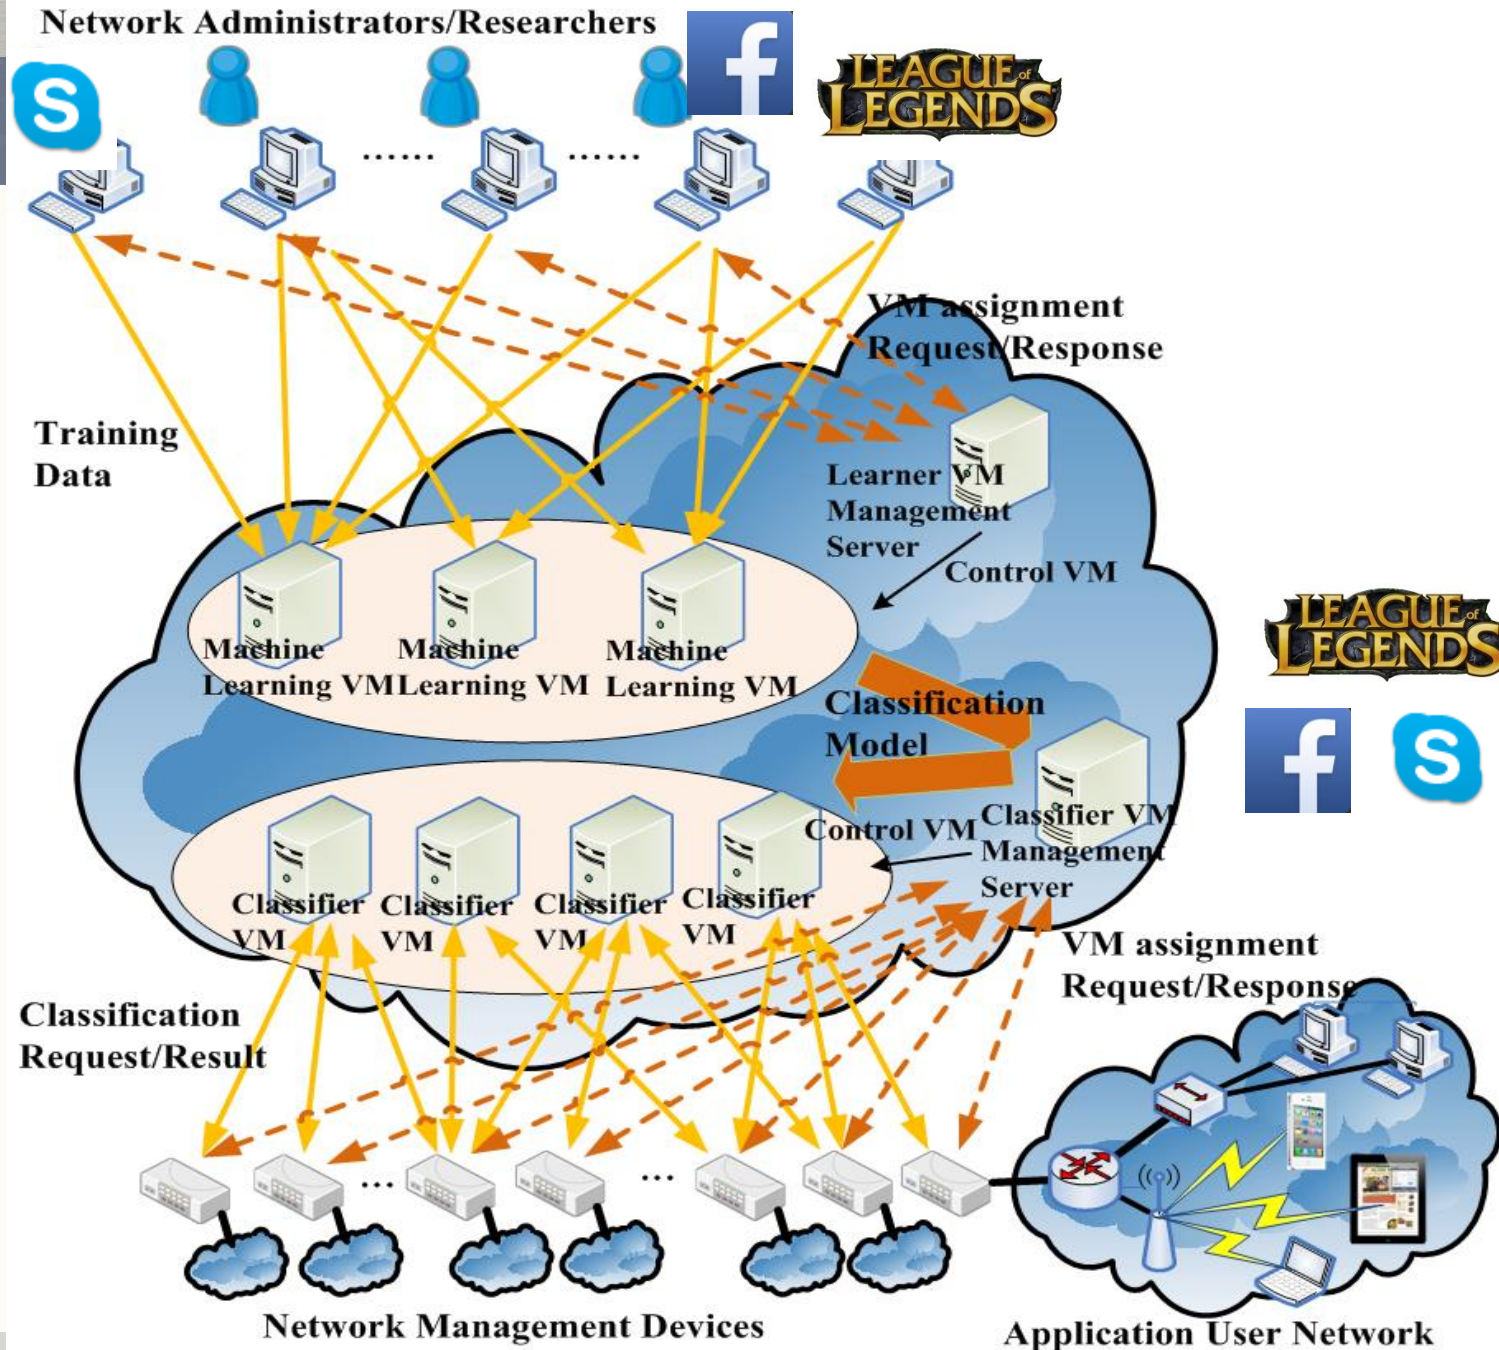 Network Administrators/Researchers
S
f
LEAGUE of
LEGENDS
......
......
VM assignment
Request/Response
Training
Data
Learner VM
Management
Server
Control VM
Machine
Learning VM
Machine
Learning VM
Machine
Learning VM
LEAGUE of
LEGENDS
Classification
Model
f
S
Control VM
Classifier VM
Management
Server
Classifier
VM
Classifier
VM
Classifier
VM
Classifier
VM
VM assignment
Request/Response
Classification
Request/Result
...
...
Network Management Devices
Application User Network